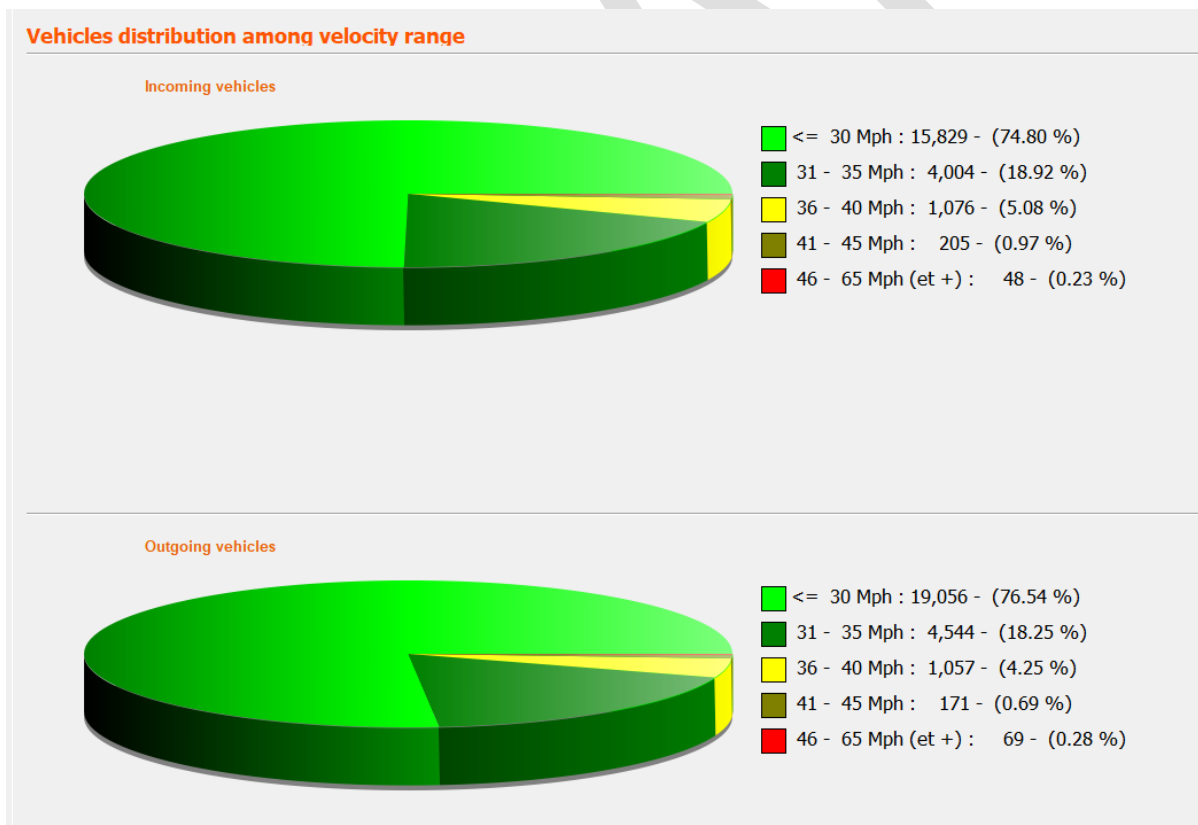 Vehicles distribution among velocity range
Incoming vehicles
<= 30 Mph : 15,829 - (74.80 %)
31 - 35 Mph : 4,004 - (18.92 %)
36 - 40 Mph : 1,076 - (5.08 %)
41 - 45 Mph : 205 - (0.97 %)
46 - 65 Mph (et +) : 48 - (0.23 %)
Outgoing vehicles
<= 30 Mph : 19,056 - (76.54 %)
31 - 35 Mph : 4,544 - (18.25 %)
36 - 40 Mph : 1,057 - (4.25 %)
41 - 45 Mph : 171 - (0.69 %)
46 - 65 Mph (et +) : 69 - (0.28 %)